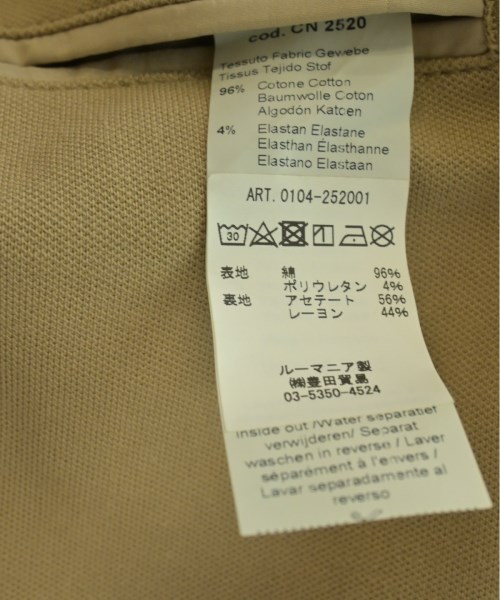 cod. CN 2520
Tessuto Fabric Gewebe
Tissus Tejido Stof
96% Cotone Cotton
Baumwolle Coton
Algodón Katoen
4% Elastan Elastane
Elasthan Élasthanne
Elastano Elastaan
ART. 0104-252001
30
表地 綿 96%
ポリウレタン 4%
裏地 アセテート 56%
レーヨン 44%
ルーマニア製
㈱豊田貿島
03-5350-4524
inside out /Water separatief
verwijderen/ Separat
waschen in reverse / Laver
séparément à l'envers /
Lavar separadamente al
reverso